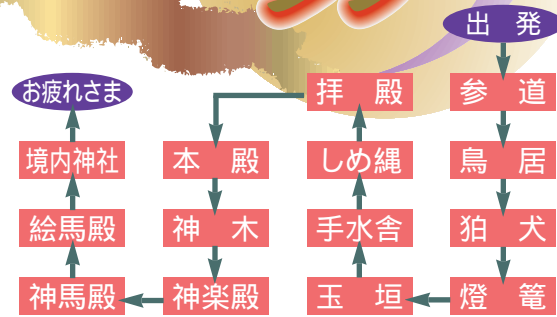 出発
参道
鳥居
狛犬
燈篭
玉垣
手水舎
しめ縄
拝殿
本殿
神木
神楽殿
神馬殿
絵馬殿
境内神社
お疲れさま